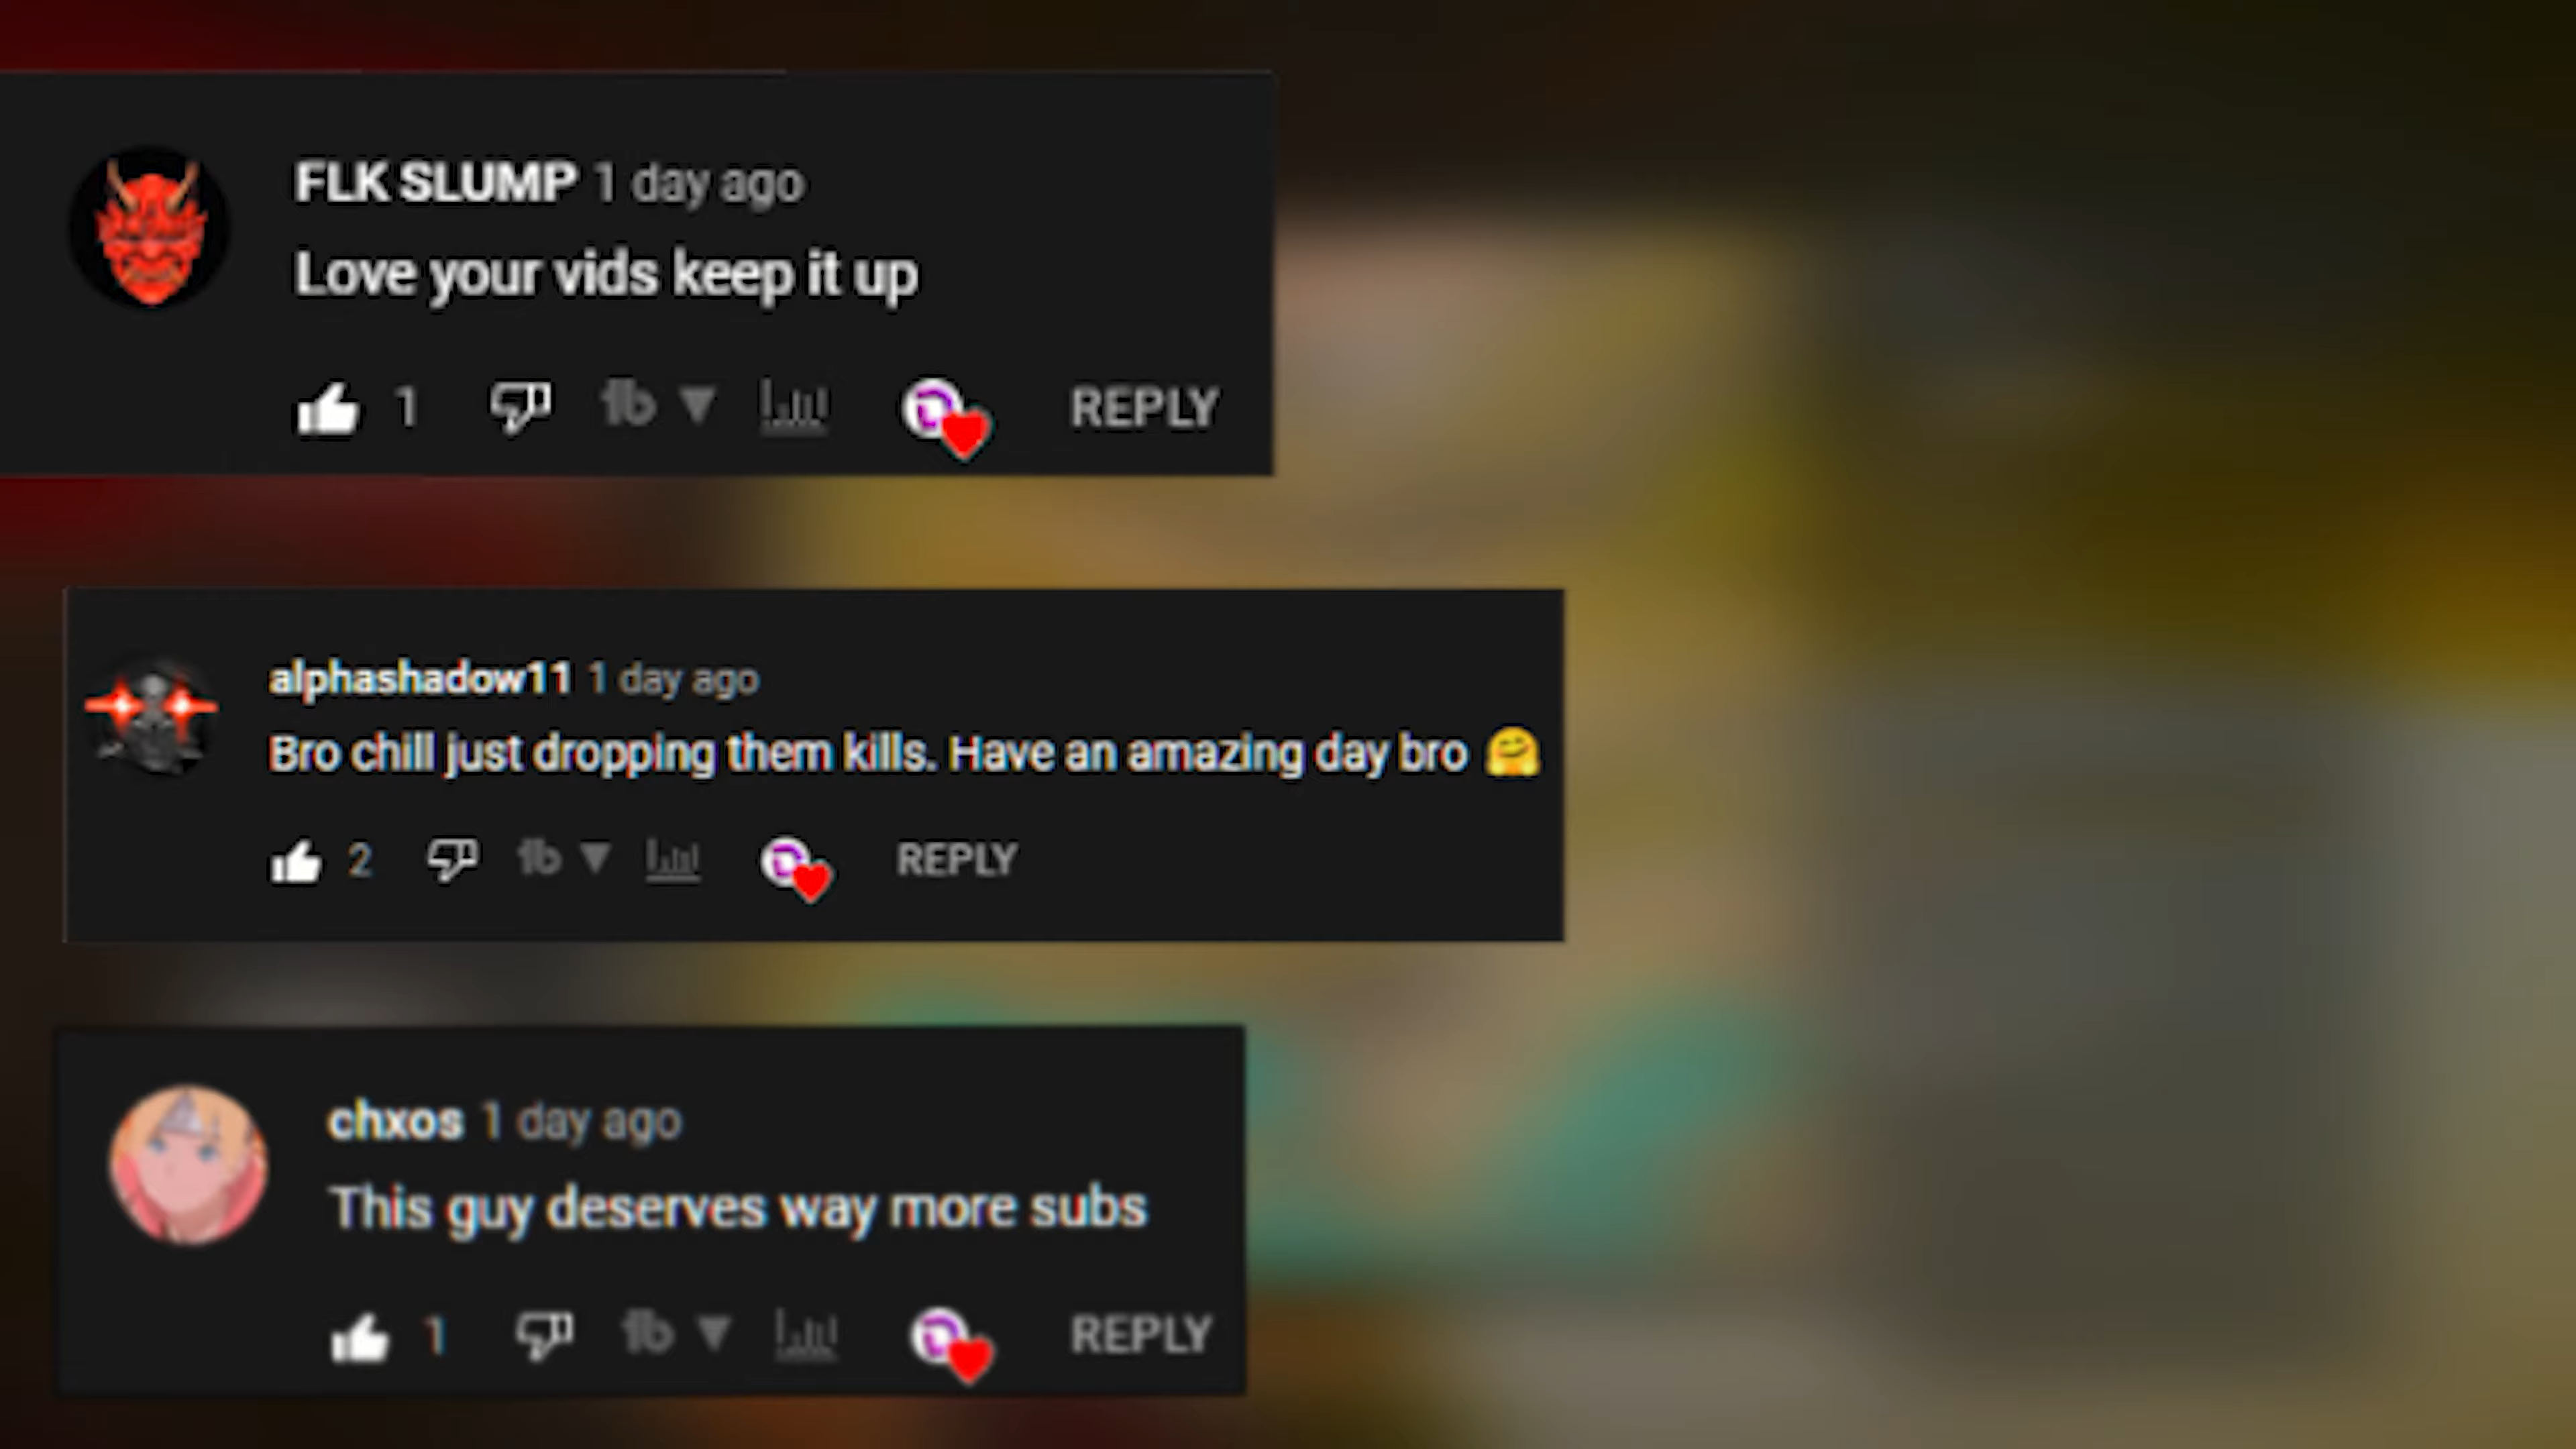 FLK SLUMP 1 day ago
Love your vids keep it up
1 REPLY
alphashadow11 1 day ago
Bro chill just dropping them kills. Have an amazing day bro 🤗
2 REPLY
chxos 1 day ago
This guy deserves way more subs
1 REPLY